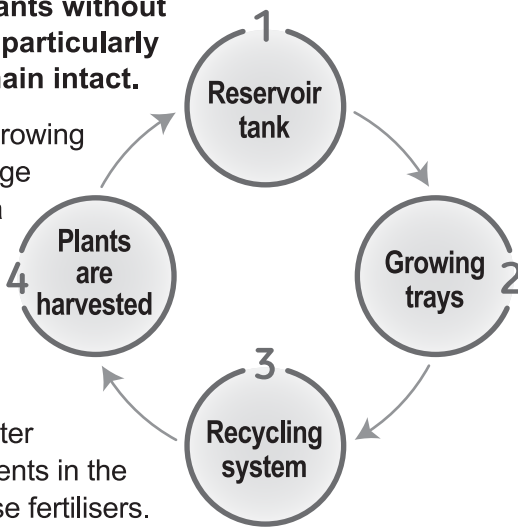 ants without
particularly
main intact.
rowing
ge
1
Reservoir
tank
Growing
trays
2
3
Recycling
system
4
Plants
are
harvested
ter
ents in the
se fertilisers.